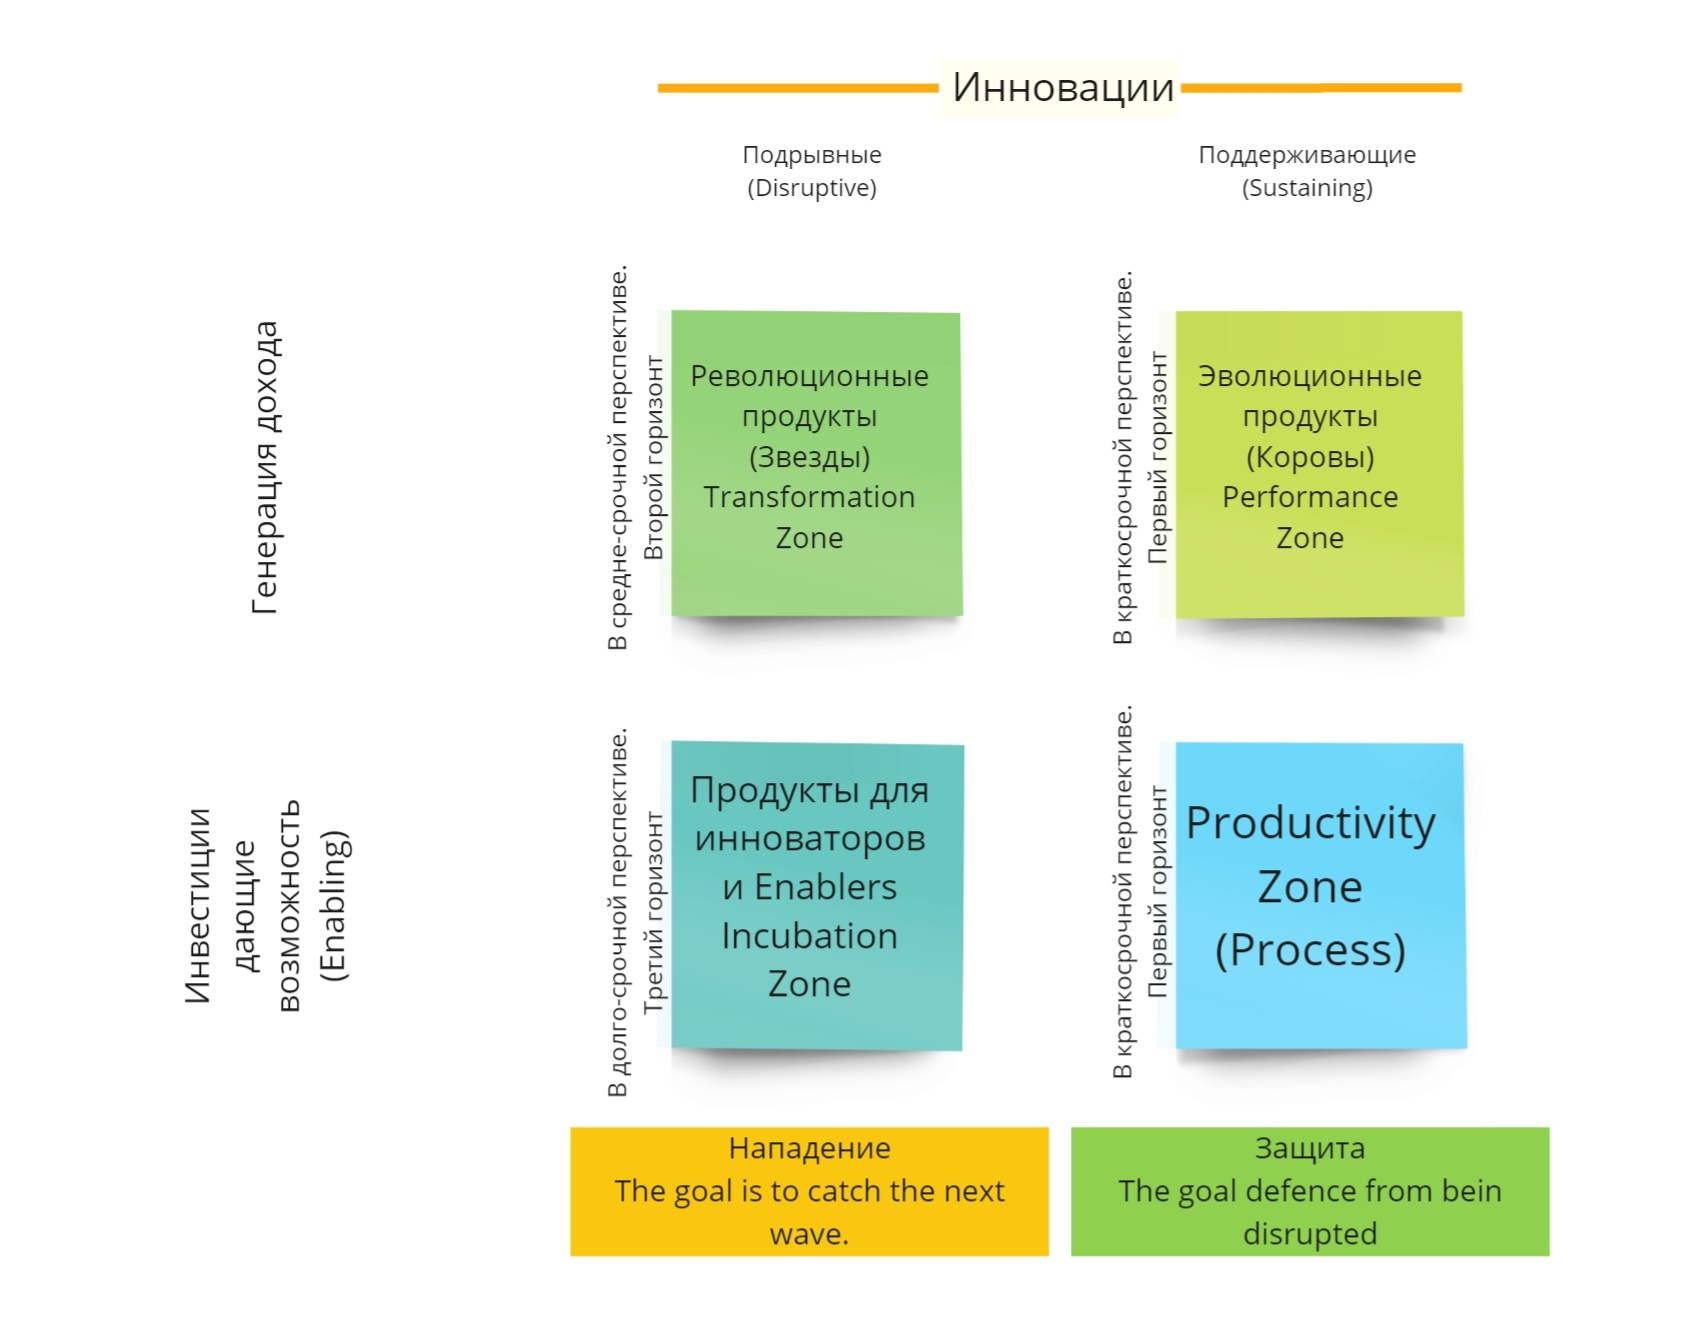 Инновации
Подрывные
(Disruptive)
Поддерживающие
(Sustaining)
Генерация дохода
В средне-срочной перспективе.
Второй горизонт
Революционные
продукты
(Звезды)
Transformation
Zone
В краткосрочной перспективе.
Первый горизонт
Эволюционные
продукты
(Коровы)
Performance
Zone
Инвестиции
дающие
возможность
(Enabling)
В долго-срочной перспективе.
Третий горизонт
Продукты для
инноваторов
и Enablers
Incubation
Zone
В краткосрочной перспективе.
Первый горизонт
Productivity
Zone
(Process)
Нападение
The goal is to catch the next
wave.
Защита
The goal defence from bein
disrupted